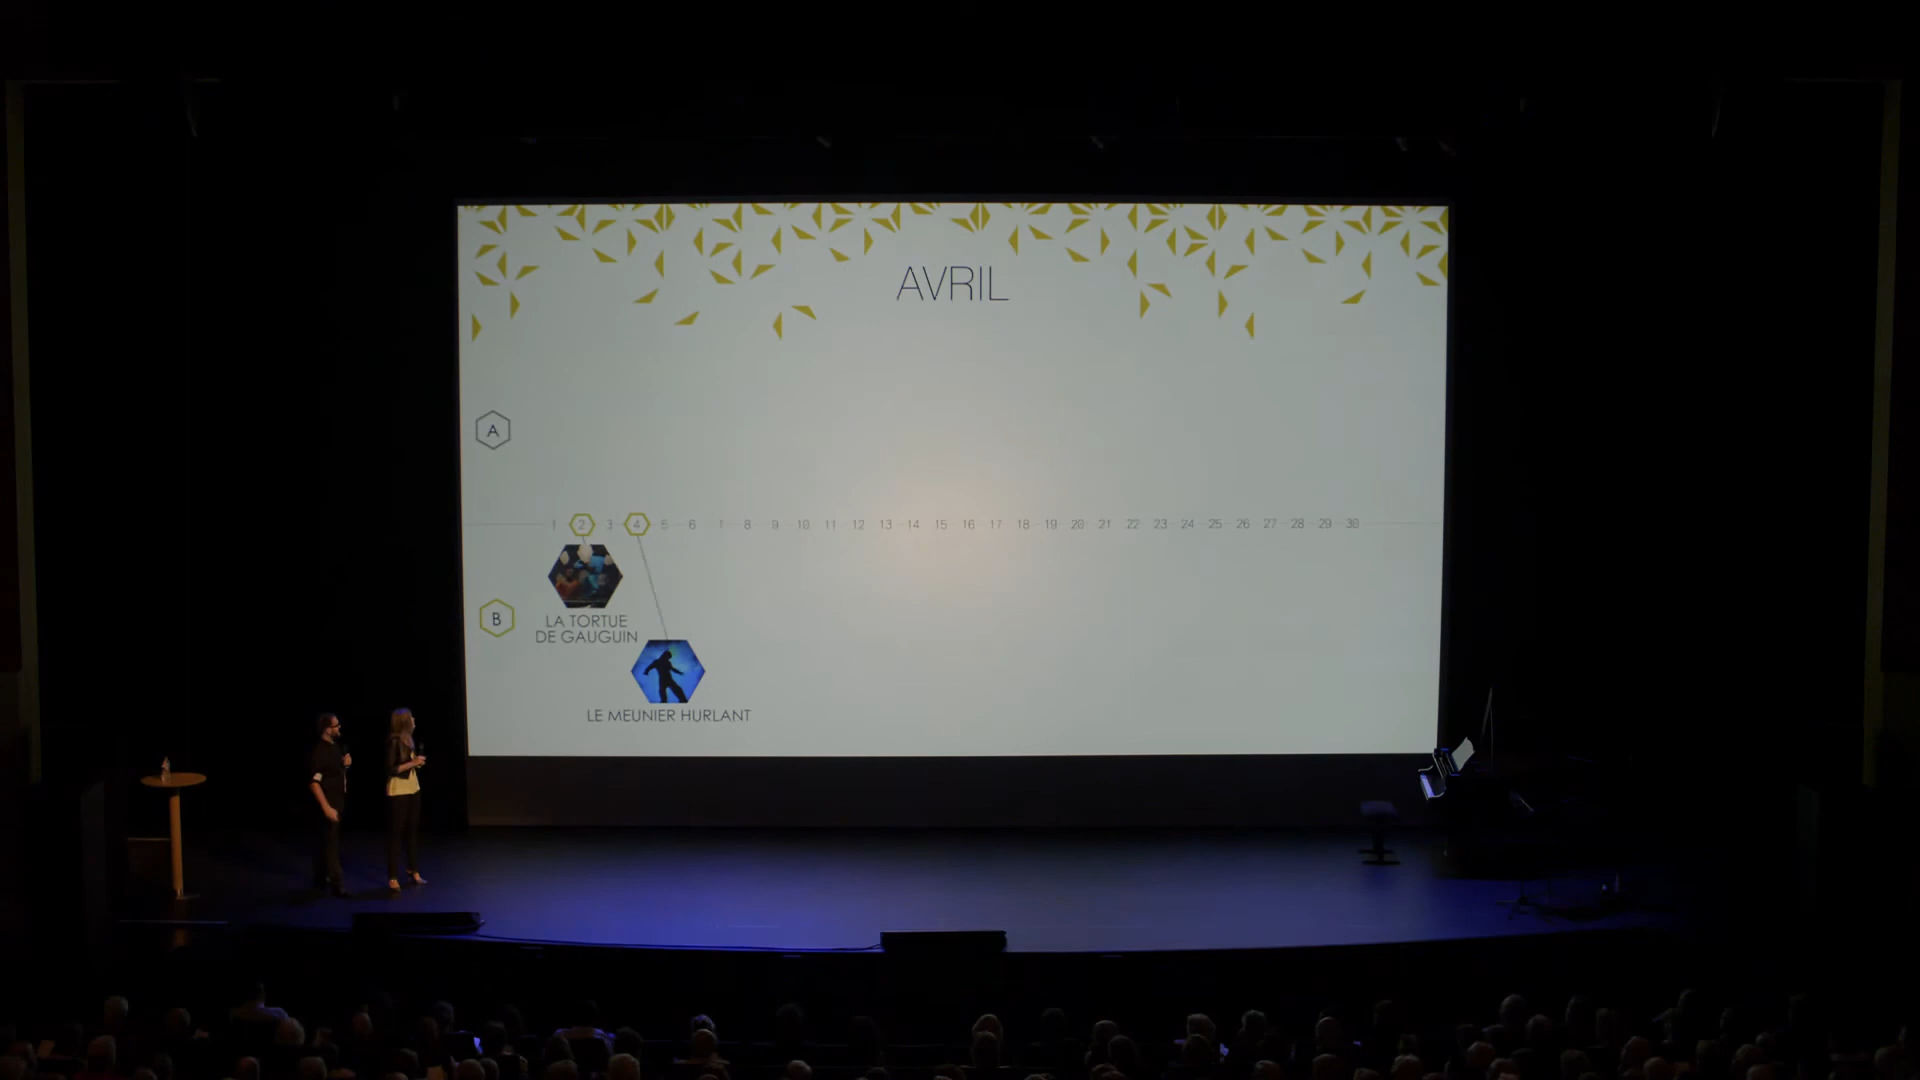 AVRIL
A
1 2 3 4 5 6 7 8 9 10 11 12 13 14 15 16 17 18 19 20 21 22 23 24 25 26 27 28 29 30
B
LA TORTUE
DE GAUGUIN
LE MEUNIER HURLANT